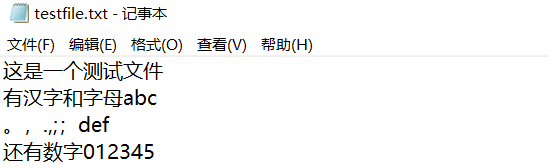 testfile.txt - 记事本
文件(F) 编辑(E) 格式(O) 查看(V) 帮助(H)
这是一个测试文件
有汉字和字母abc
。，.,;；def
还有数字012345